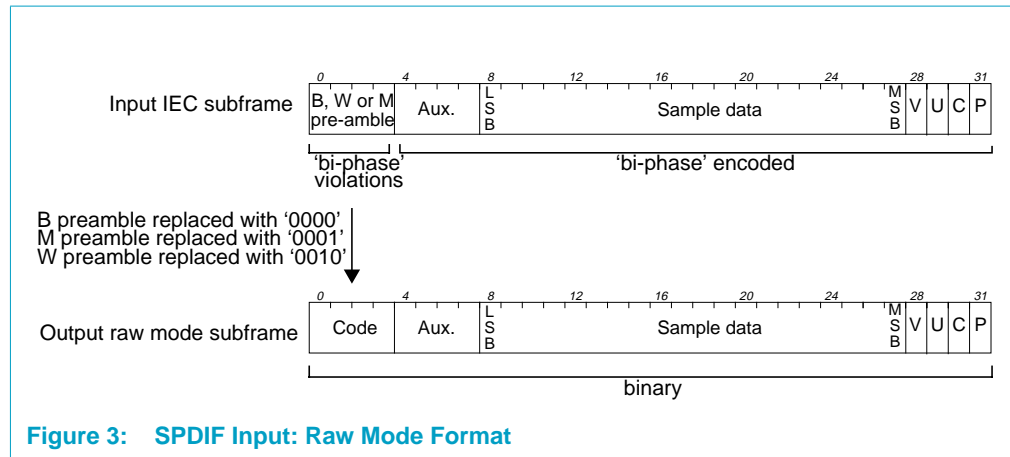 0 4 8 12 16 20 24 28 31
Input IEC subframe
B, W or M
pre-amble
Aux.
L
S
B
Sample data
M
S
B
V U C P
‘bi-phase’
violations
‘bi-phase’ encoded
B preamble replaced with ‘0000’
M preamble replaced with ‘0001’
W preamble replaced with ‘0010’
0 4 8 12 16 20 24 28 31
Output raw mode subframe
Code
Aux.
L
S
B
Sample data
M
S
B
V U C P
binary
Figure 3: SPDIF Input: Raw Mode Format